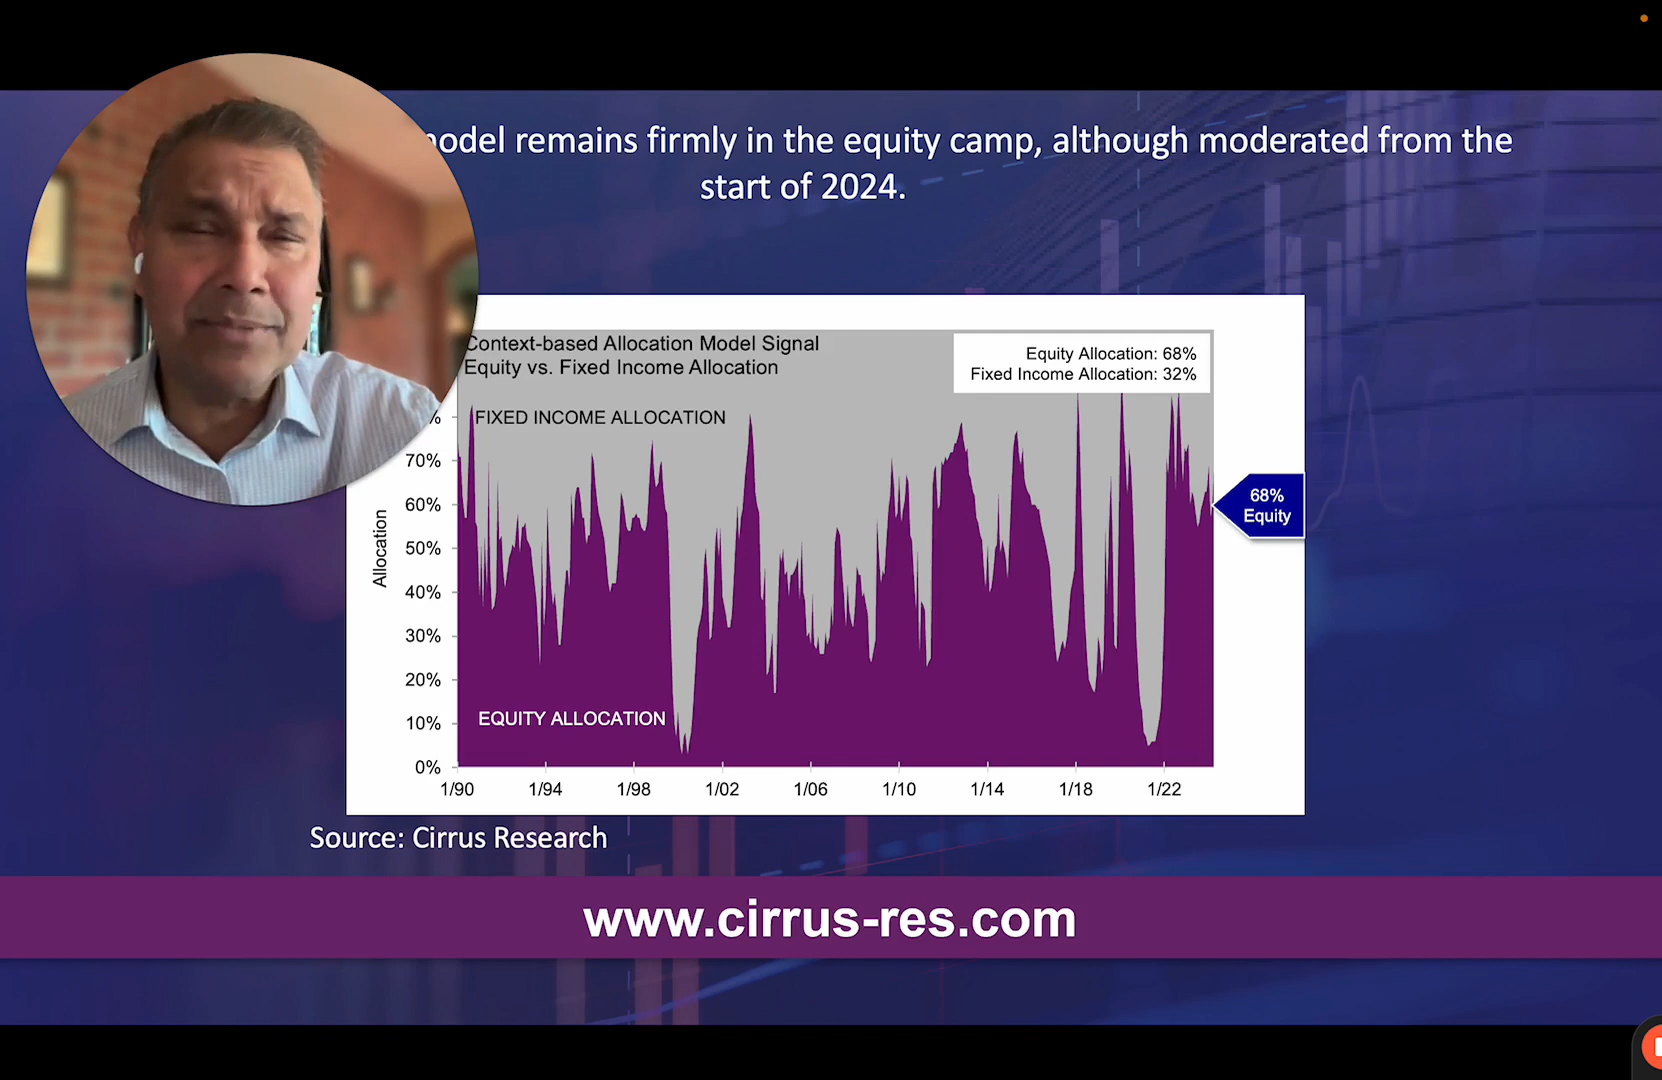 model remains firmly in the equity camp, although moderated from the
start of 2024.
Context-based Allocation Model Signal
Equity vs. Fixed Income Allocation
Equity Allocation: 68%
Fixed Income Allocation: 32%
FIXED INCOME ALLOCATION
%
70%
60%
50%
40%
30%
20%
10%
0%
Allocation
68%
Equity
EQUITY ALLOCATION
1/90 1/94 1/98 1/02 1/06 1/10 1/14 1/18 1/22
Source: Cirrus Research
www.cirrus-res.com